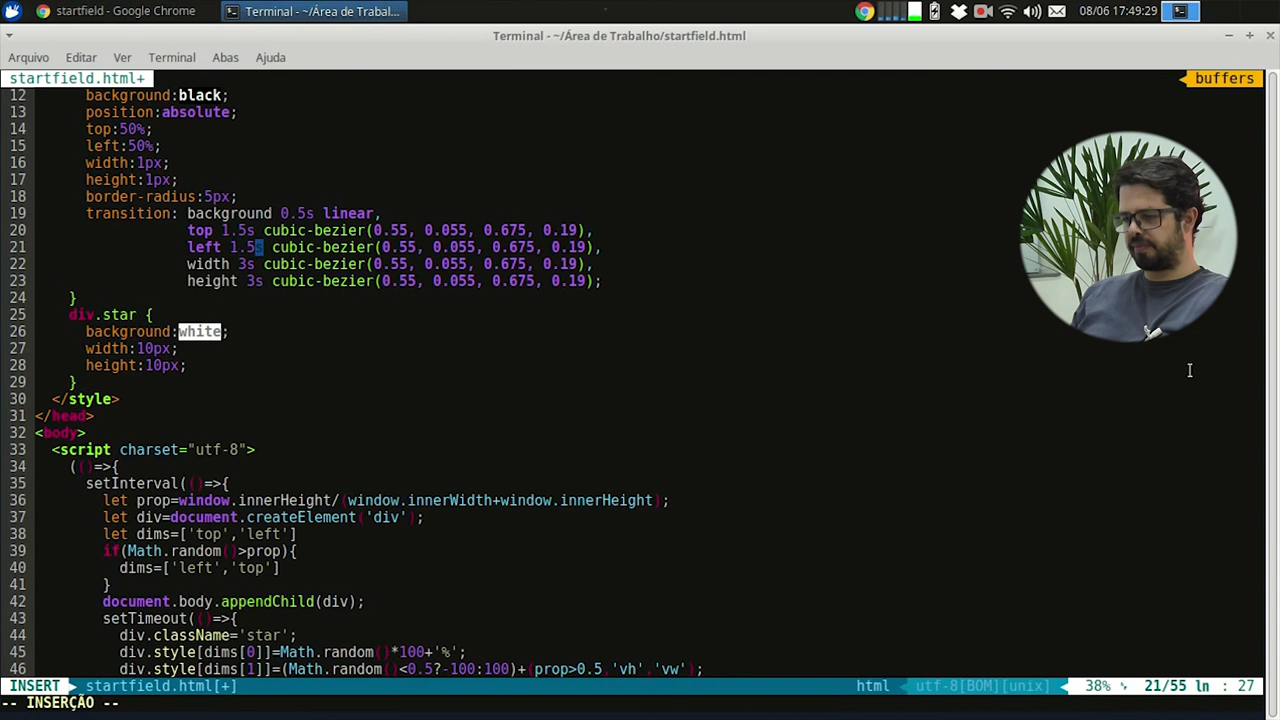 startfield - Google Chrome
Terminal - ~/Área de Trabal...
08/06 17:49:29
Terminal - ~/Área de Trabalho/startfield.html
Arquivo Editar Ver Terminal Abas Ajuda
startfield.html+ buffers
12 background:black;
13 position:absolute;
14 top:50%;
15 left:50%;
16 width:1px;
17 height:1px;
18 border-radius:5px;
19 transition: background 0.5s linear,
20 top 1.5s cubic-bezier(0.55, 0.055, 0.675, 0.19),
21 left 1.5s cubic-bezier(0.55, 0.055, 0.675, 0.19),
22 width 3s cubic-bezier(0.55, 0.055, 0.675, 0.19),
23 height 3s cubic-bezier(0.55, 0.055, 0.675, 0.19);
24 }
25 div.star {
26 background:white;
27 width:10px;
28 height:10px;
29 }
30 </style>
31 </head>
32 <body>
33 <script charset="utf-8">
34 (()=>{
35 setInterval(()=>{
36 let prop=window.innerHeight/(window.innerWidth+window.innerHeight);
37 let div=document.createElement('div');
38 let dims=['top','left']
39 if(Math.random()>prop){
40 dims=['left','top']
41 }
42 document.body.appendChild(div);
43 setTimeout(()=>{
44 div.className='star';
45 div.style[dims[0]]=Math.random()*100+'%';
46 div.style[dims[1]]=(Math.random()<0.5?-100:100)+(prop>0.5,'vh','vw');
INSERT startfield.html[+] html utf-8[BOM][unix] 38% 21/55 ln : 27
-- INSERÇÃO --